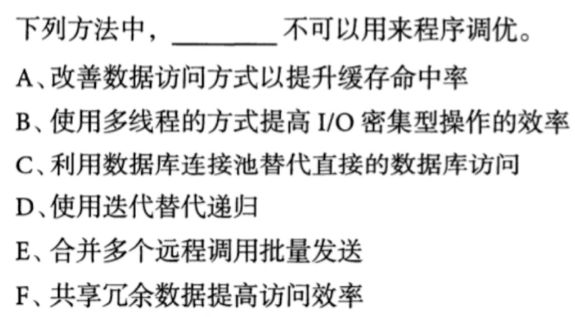 下列方法中，________ 不可以用来程序调优。
A、改善数据访问方式以提升缓存命中率
B、使用多线程的方式提高 I/O 密集型操作的效率
C、利用数据库连接池替代直接的数据库访问
D、使用迭代替代递归
E、合并多个远程调用批量发送
F、共享冗余数据提高访问效率